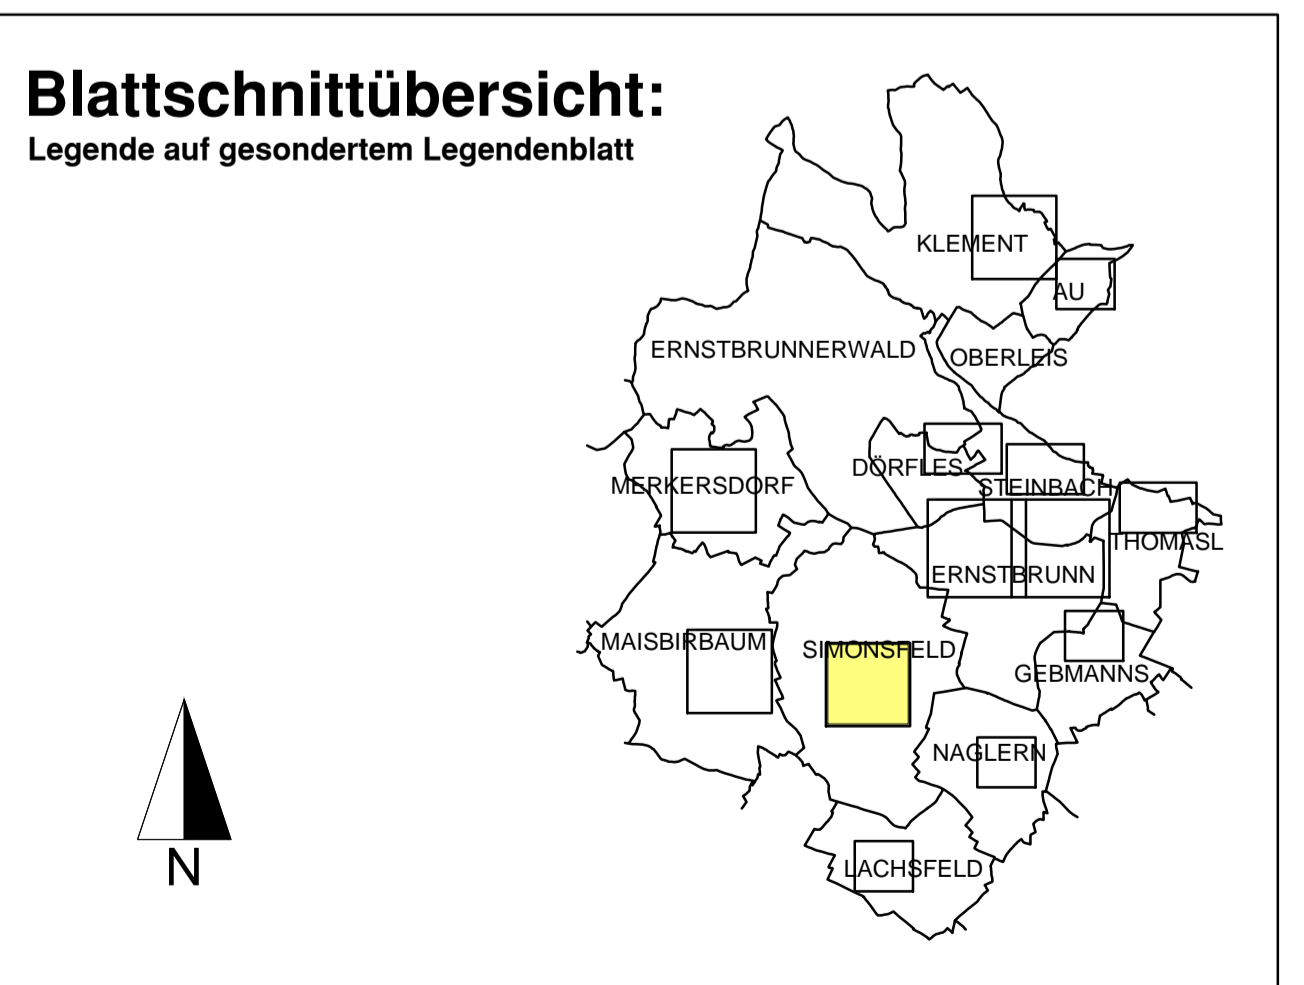 Blattschnittübersicht:
Legende auf gesondertem Legendenblatt
KLEMENT
AU
ERNSTBRUNNERWALD
OBERLEIS
DÖRFLES
MERKERSDORF
STEINBACH
THOMASL
ERNSTBRUNN
MAISBIRBAUM
SIMONSFELD
GEBMANNS
NAGLERN
LACHSFELD
N